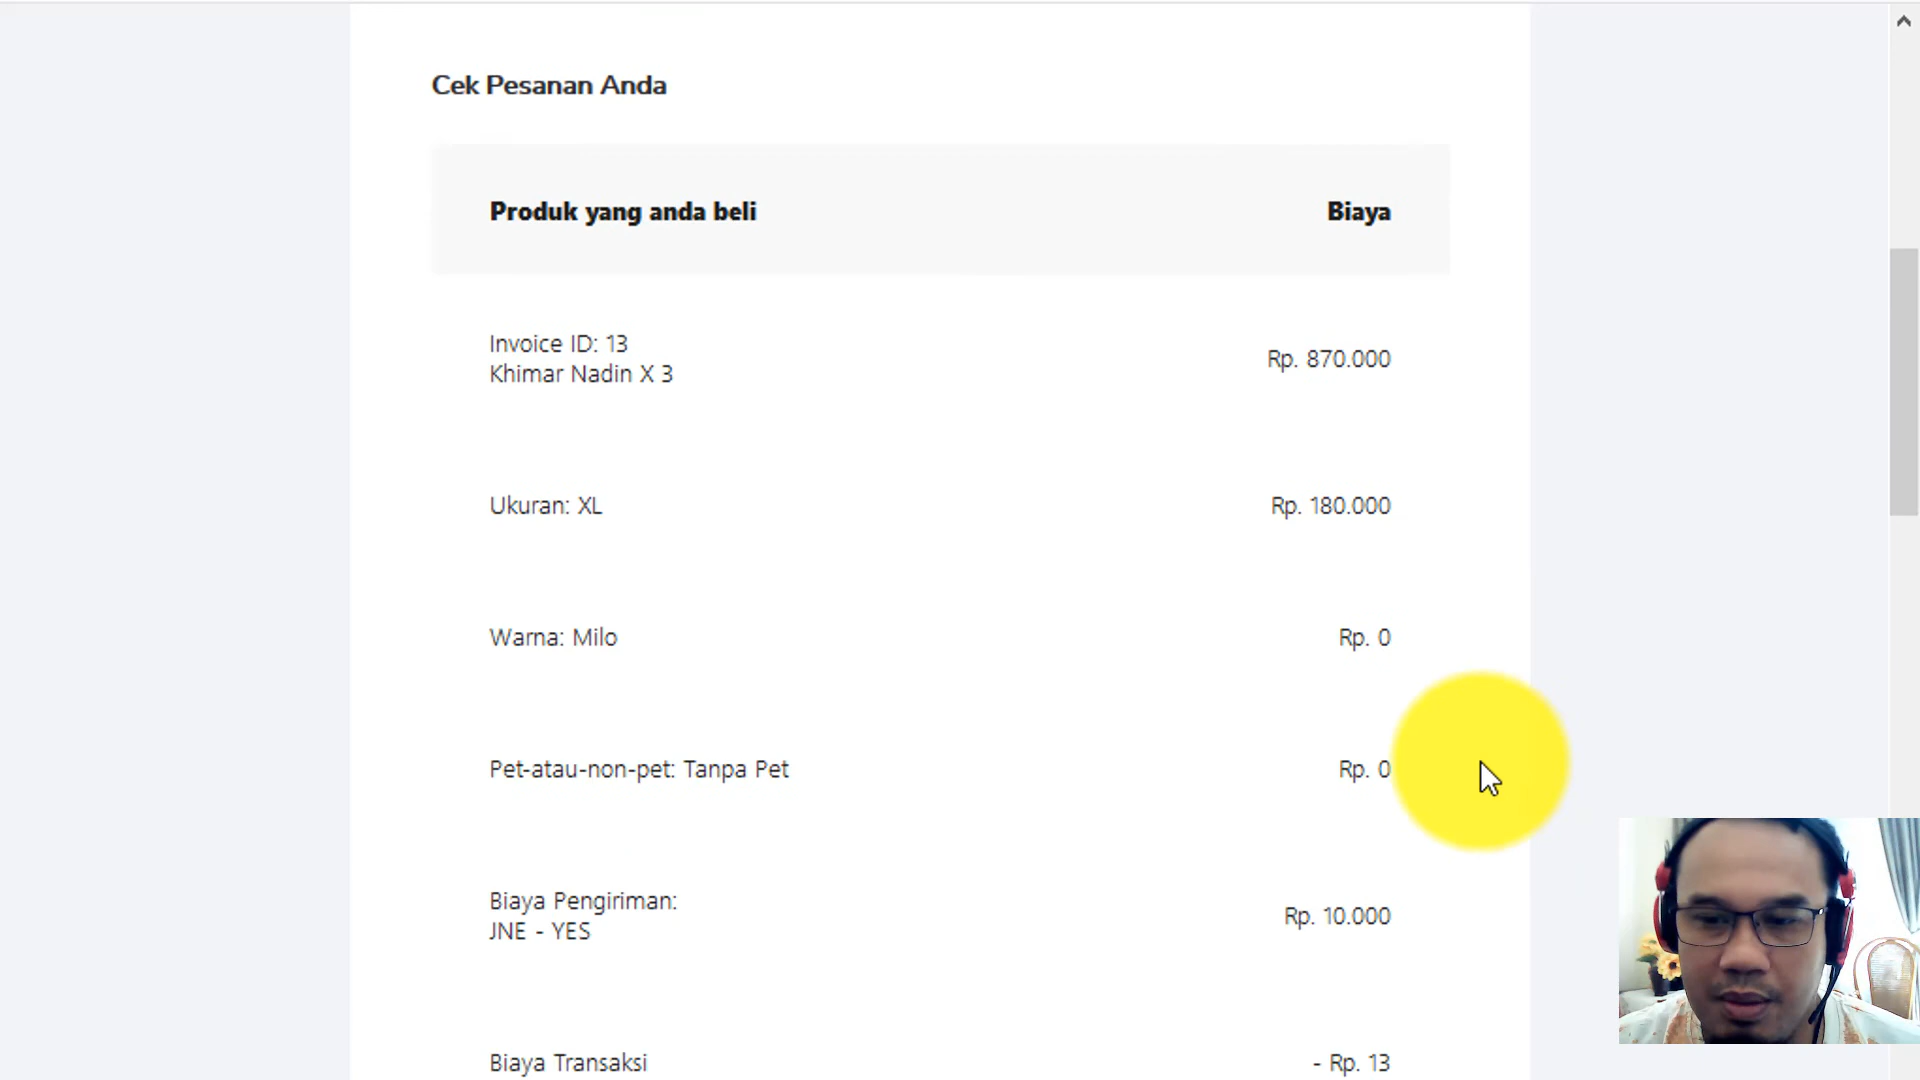 Cek Pesanan Anda
Produk yang anda beli Biaya
Invoice ID: 13
Khimar Nadin X 3 Rp. 870.000
Ukuran: XL Rp. 180.000
Warna: Milo Rp. 0
Pet-atau-non-pet: Tanpa Pet Rp. 0
Biaya Pengiriman:
JNE - YES Rp. 10.000
Biaya Transaksi - Rp. 13